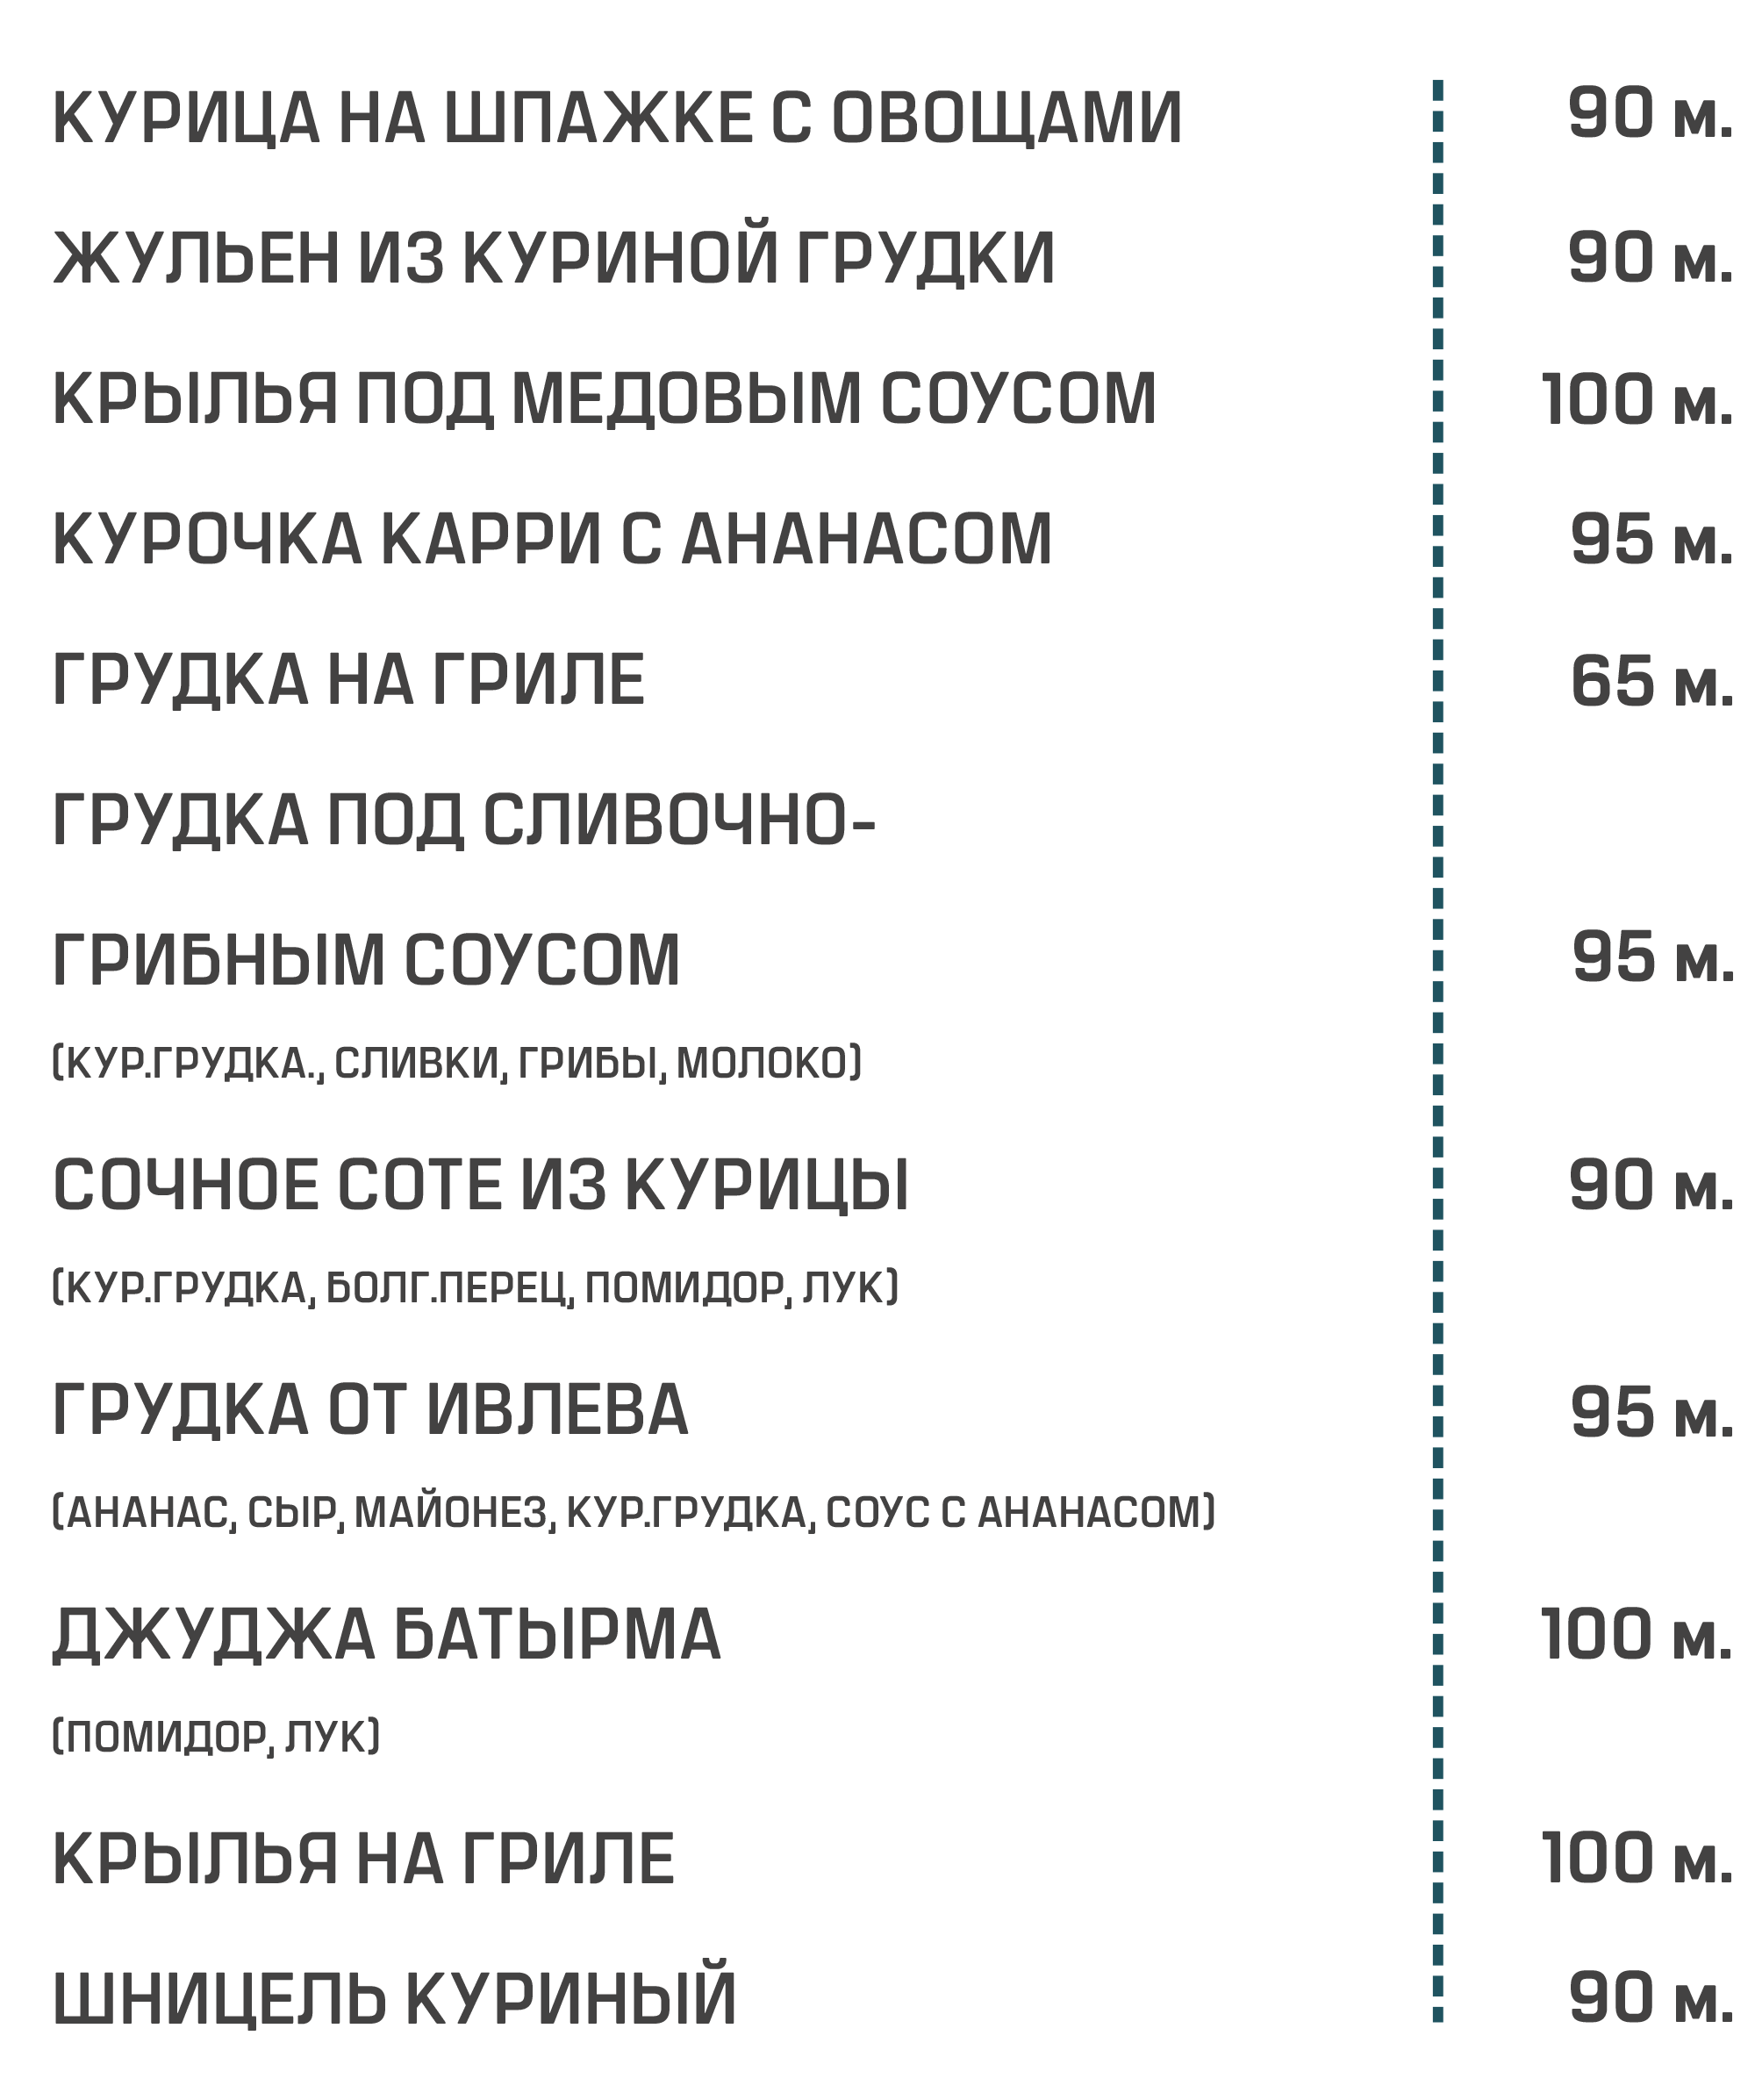 КУРИЦА НА ШПАЖКЕ С ОВОЩАМИ 90 м.
ЖУЛЬЕН ИЗ КУРИНОЙ ГРУДКИ 90 м.
КРЫЛЬЯ ПОД МЕДОВЫМ СОУСОМ 100 м.
КУРОЧКА КАРРИ С АНАНАСОМ 95 м.
ГРУДКА НА ГРИЛЕ 65 м.
ГРУДКА ПОД СЛИВОЧНО-
ГРИБНЫМ СОУСОМ 95 м.
(КУР.ГРУДКА., СЛИВКИ, ГРИБЫ, МОЛОКО)
СОЧНОЕ СОТЕ ИЗ КУРИЦЫ 90 м.
(КУР.ГРУДКА, БОЛГ.ПЕРЕЦ, ПОМИДОР, ЛУК)
ГРУДКА ОТ ИВЛЕВА 95 м.
(АНАНАС, СЫР, МАЙОНЕЗ, КУР.ГРУДКА, СОУС С АНАНАСОМ)
ДЖУДЖА БАТЫРМА 100 м.
(ПОМИДОР, ЛУК)
КРЫЛЬЯ НА ГРИЛЕ 100 м.
ШНИЦЕЛЬ КУРИНЫЙ 90 м.